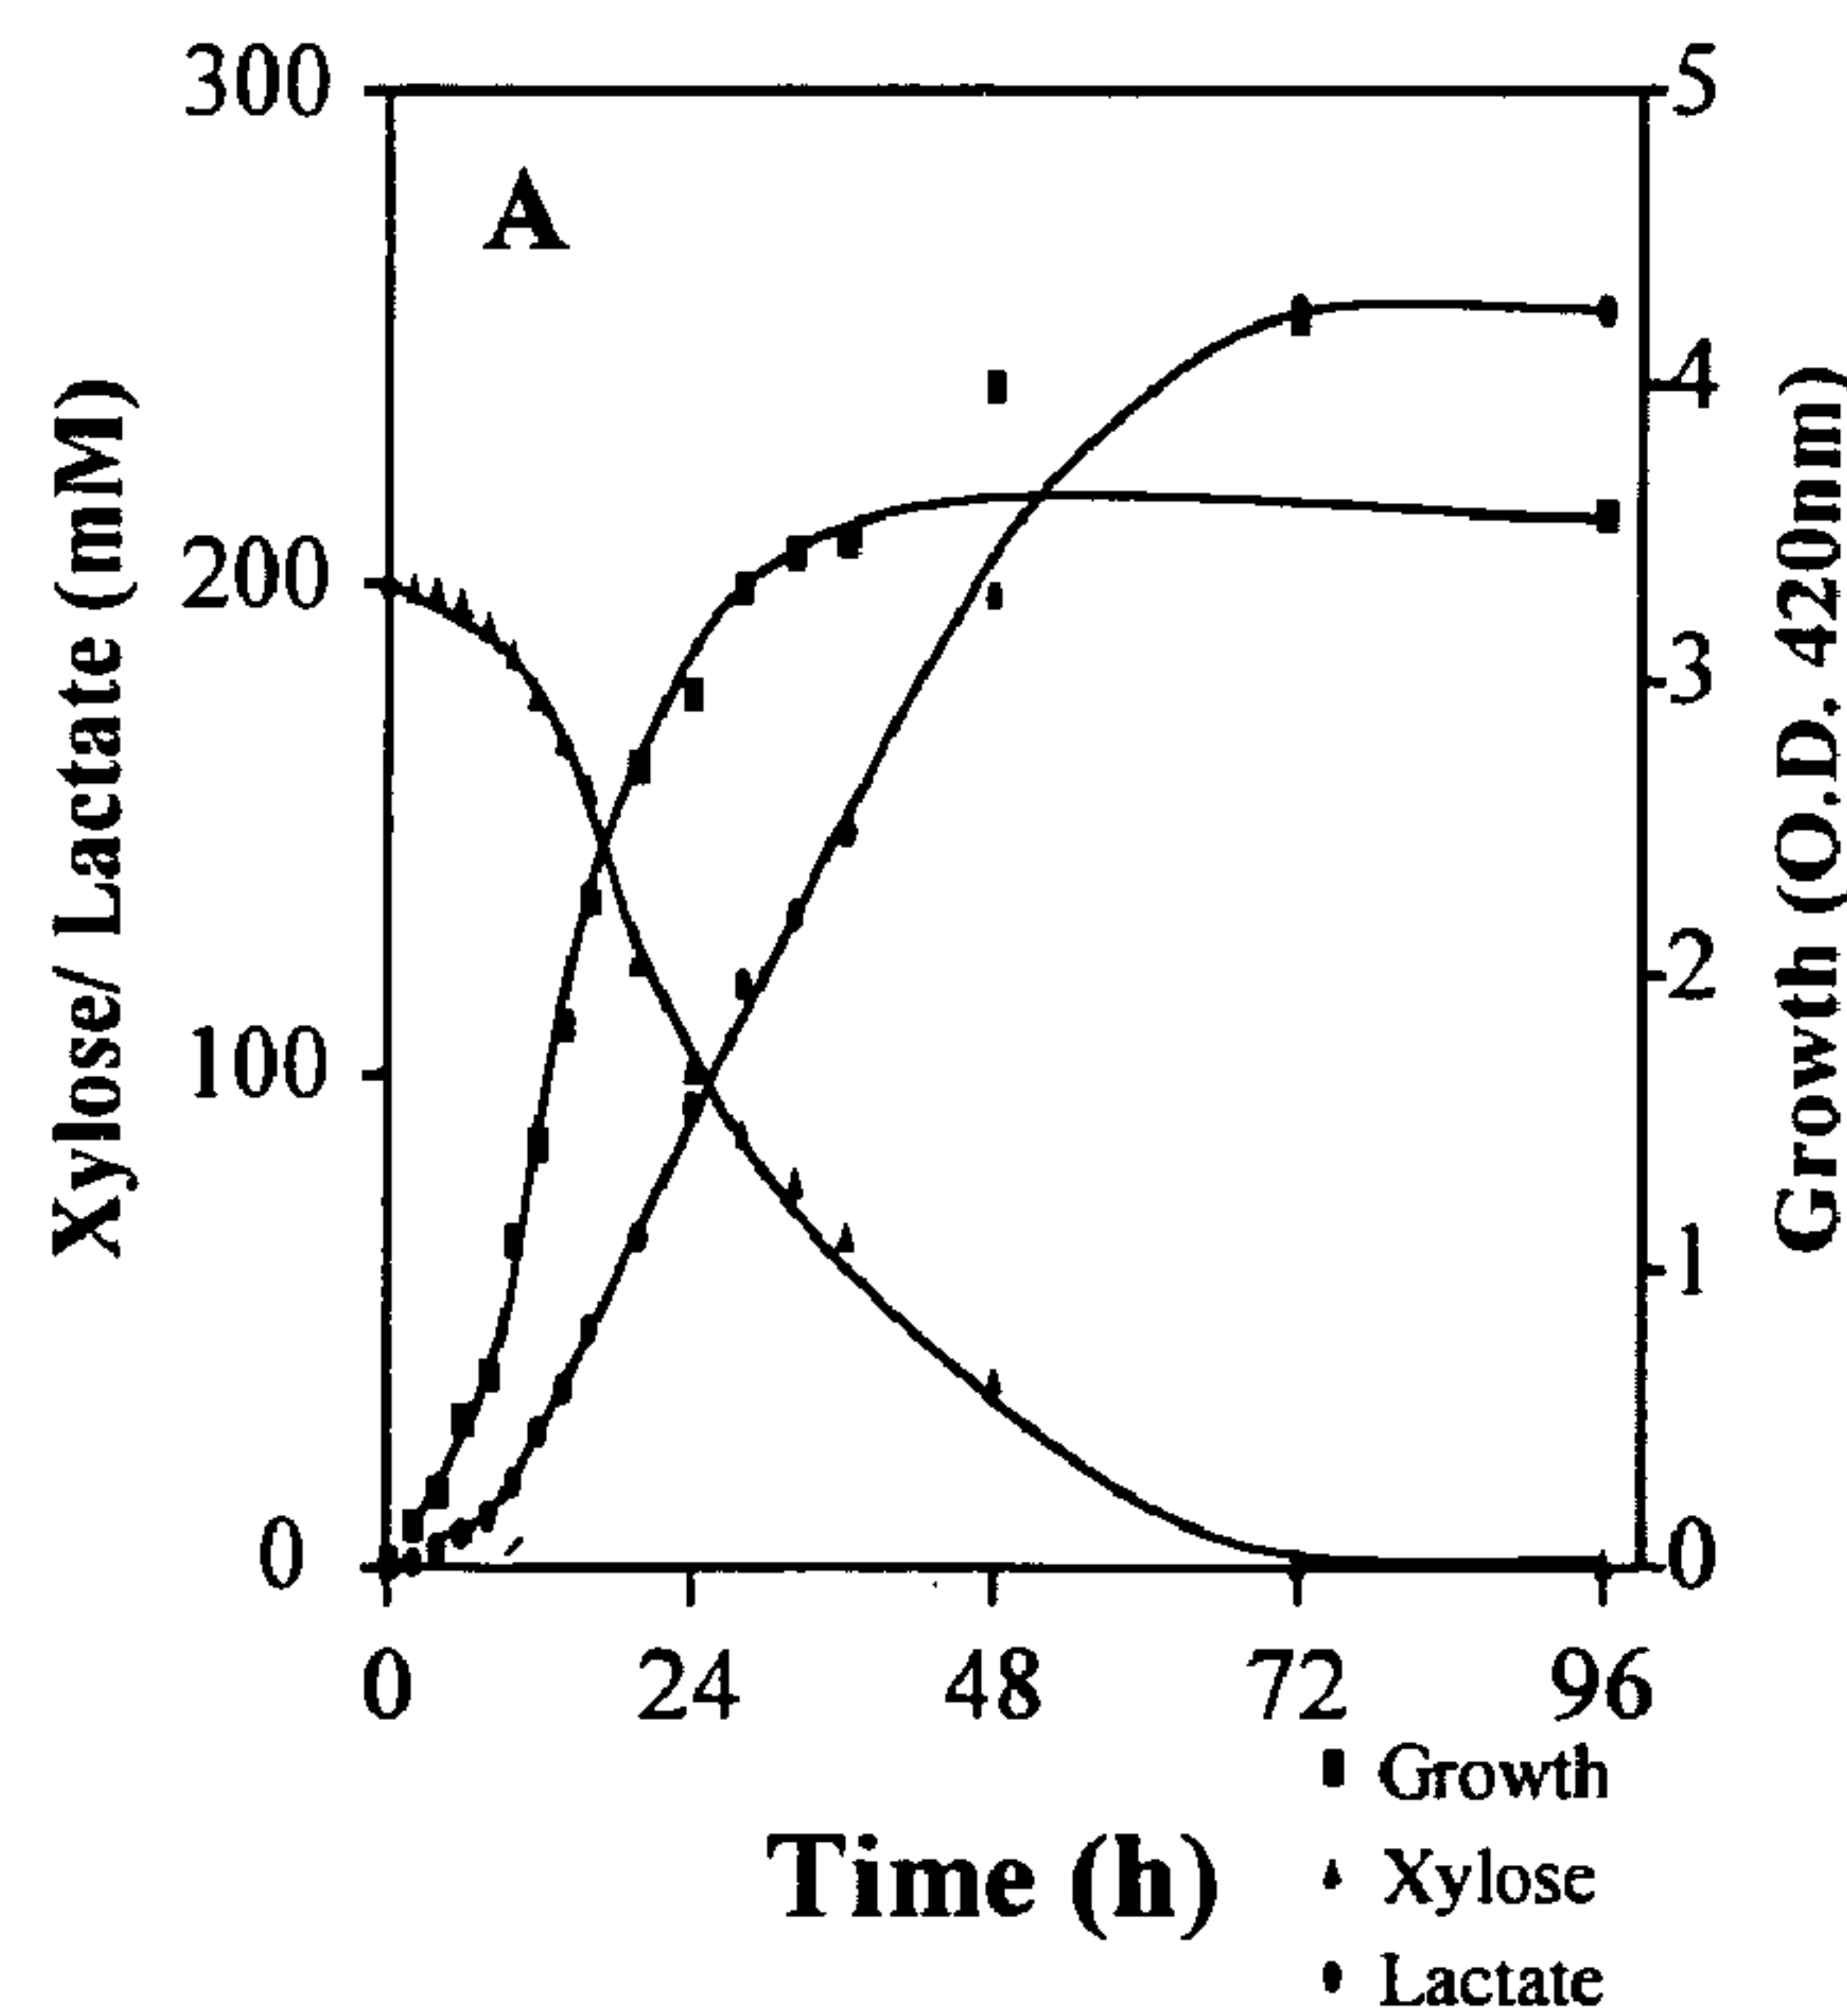 300
5
A
4
200
3
2
100
1
0
0
Xylose/ Lactate (mM)
Growth (O.D. 420nm)
0 24 48 72 96
Time (h)
Growth
Xylose
Lactate